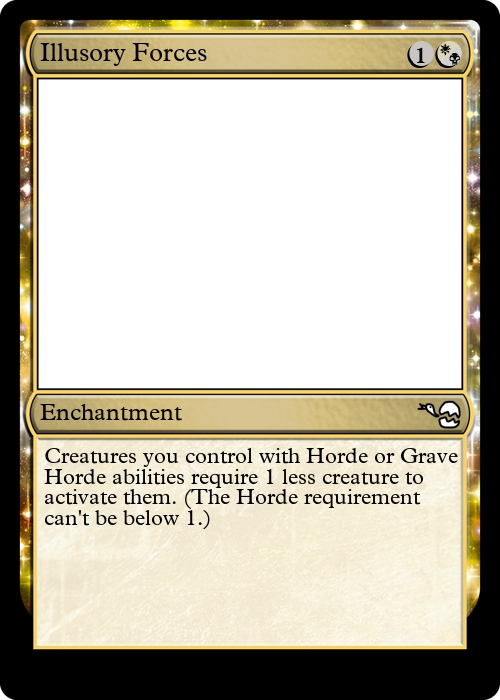 Illusory Forces 1
Enchantment
Creatures you control with Horde or Grave
Horde abilities require 1 less creature to
activate them. (The Horde requirement
can't be below 1.)